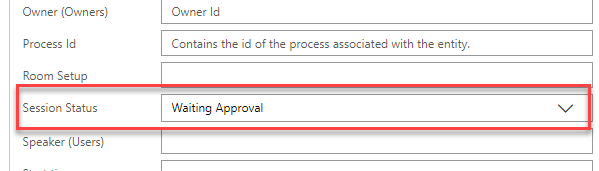 Owner (Owners) Owner Id
Process Id Contains the id of the process associated with the entity.
Room Setup
Session Status Waiting Approval
Speaker (Users)